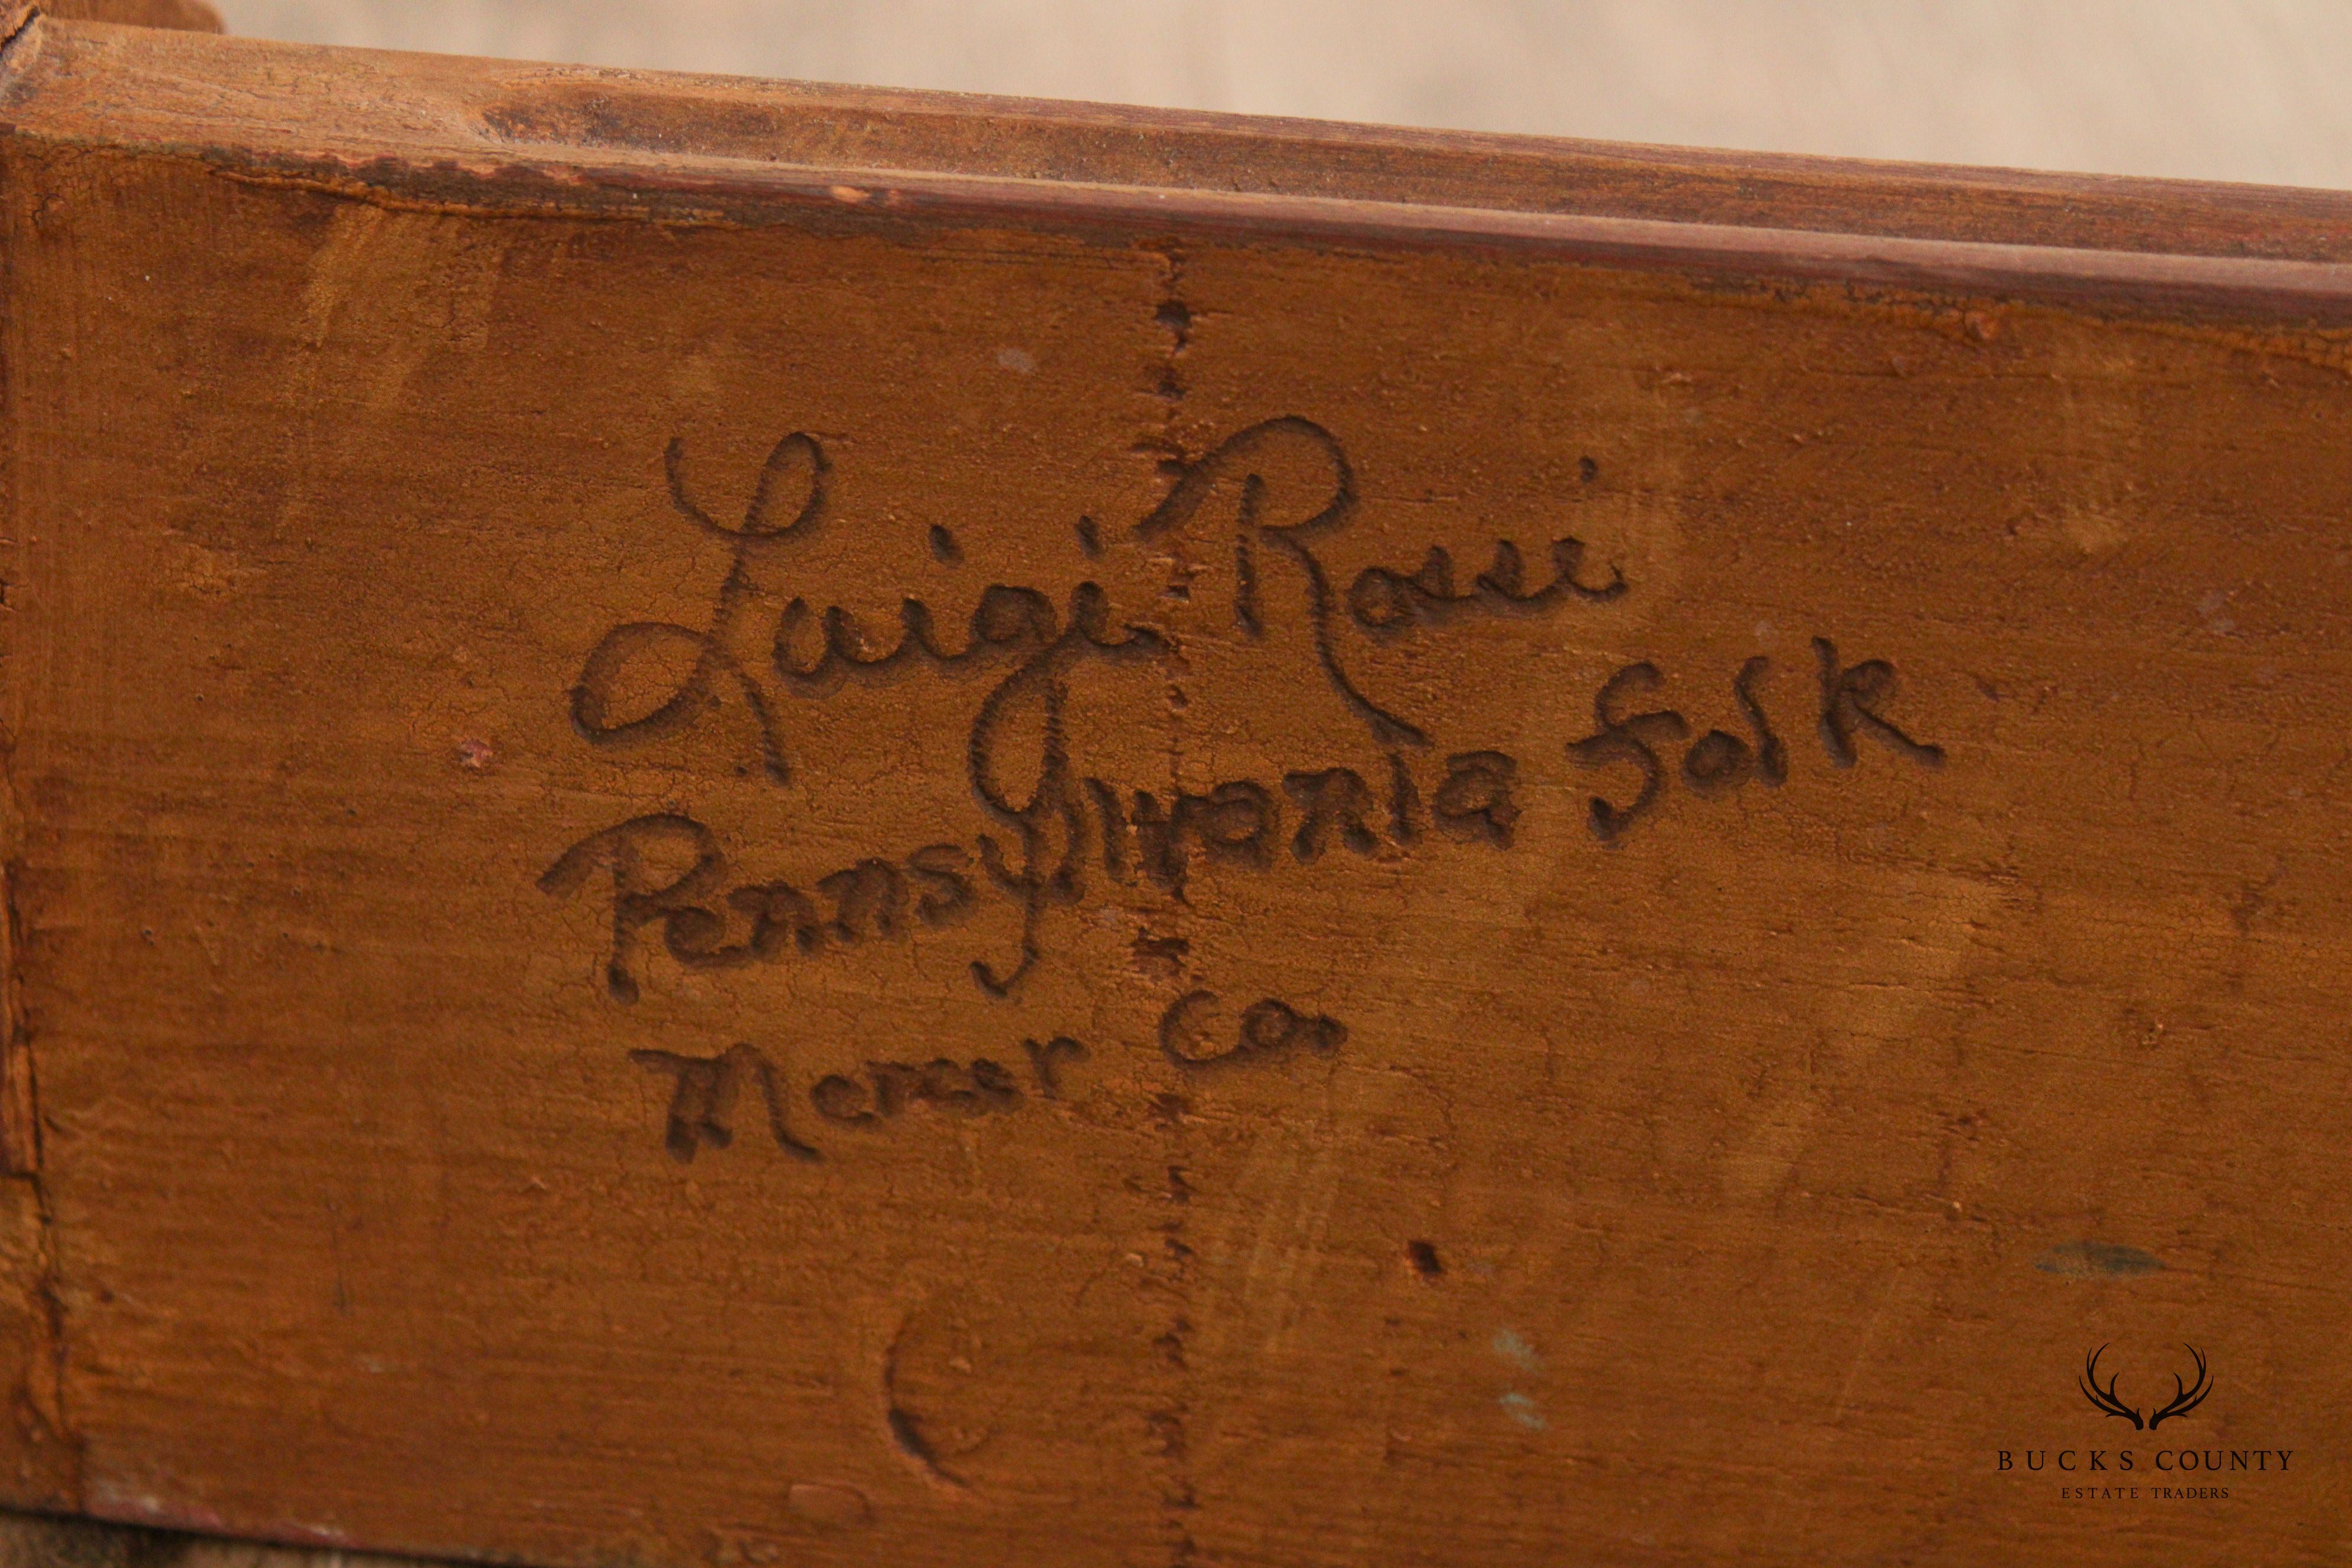 Luigi Rossi
Pennsylvania Folk
Mercer Co.
BUCKS COUNTY
ESTATE TRADERS